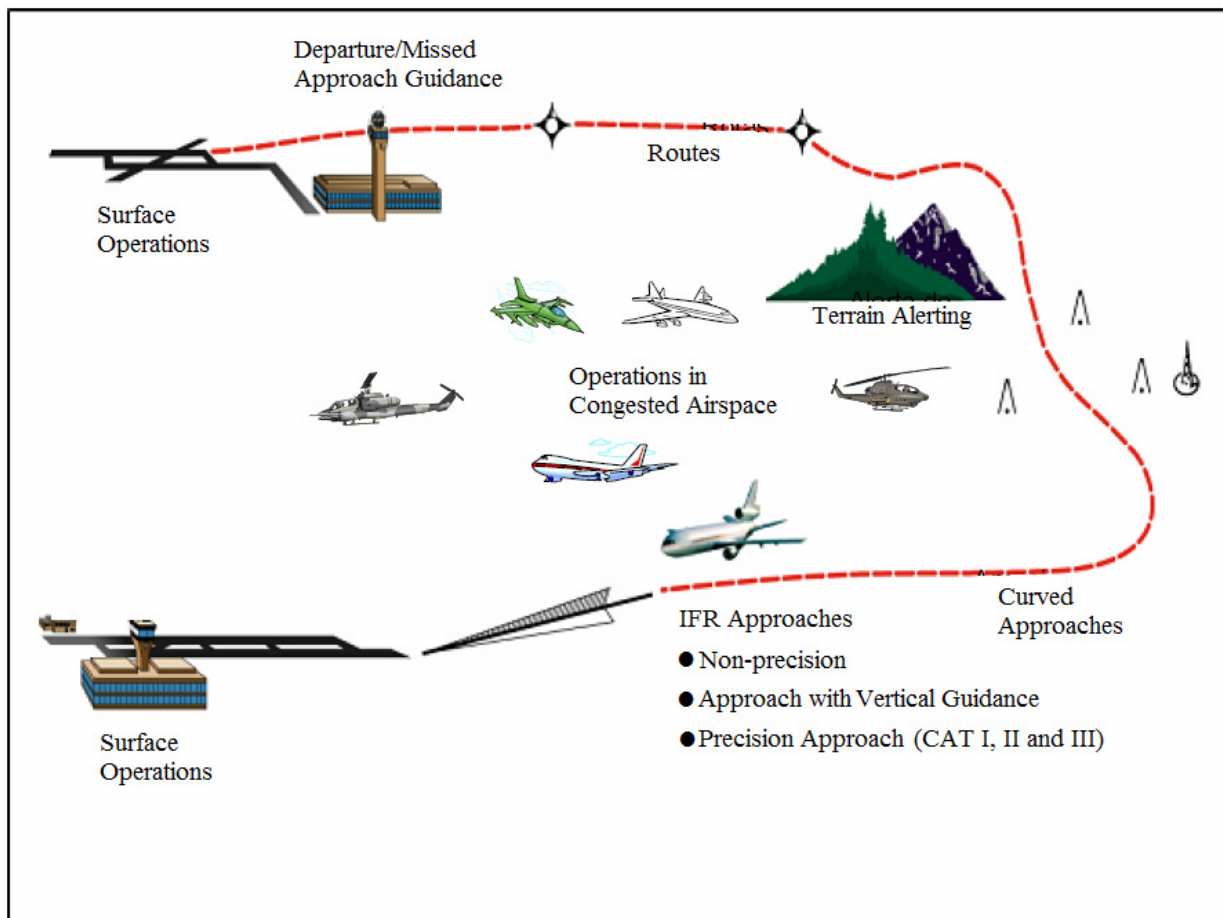 Departure/Missed
Approach Guidance
Routes
Surface
Operations
Terrain Alerting
Operations in
Congested Airspace
IFR Approaches
● Non-precision
● Approach with Vertical Guidance
● Precision Approach (CAT I, II and III)
Curved
Approaches
Surface
Operations